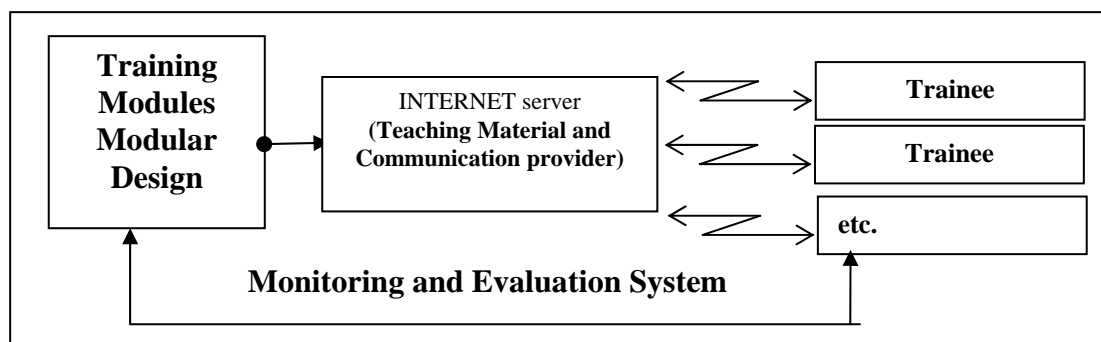 Training
Modules
Modular
Design
INTERNET server
(Teaching Material and
Communication provider)
Trainee
Trainee
etc.
Monitoring and Evaluation System